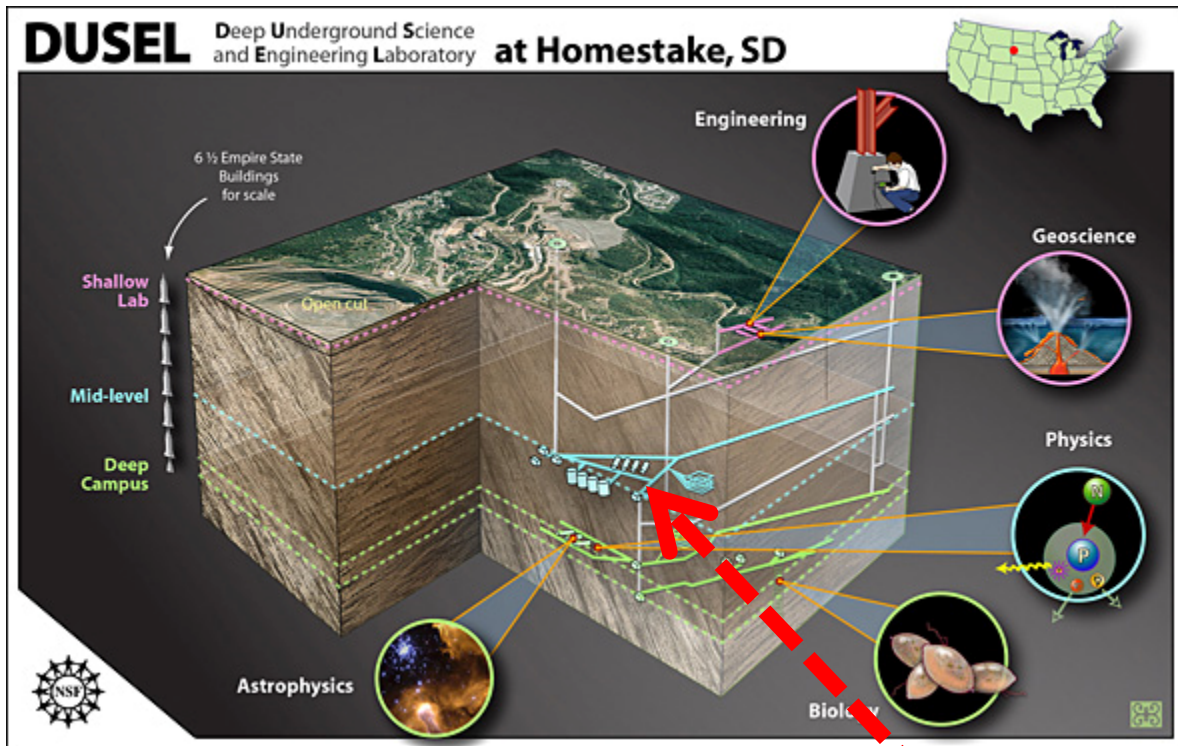 DUSEL
Deep Underground Science
and Engineering Laboratory
at Homestake, SD
Engineering
6 ½ Empire State
Buildings
for scale
Geoscience
Shallow
Lab
Open cut
Mid-level
Physics
Deep
Campus
N
P
P
Astrophysics
Biology
NSF